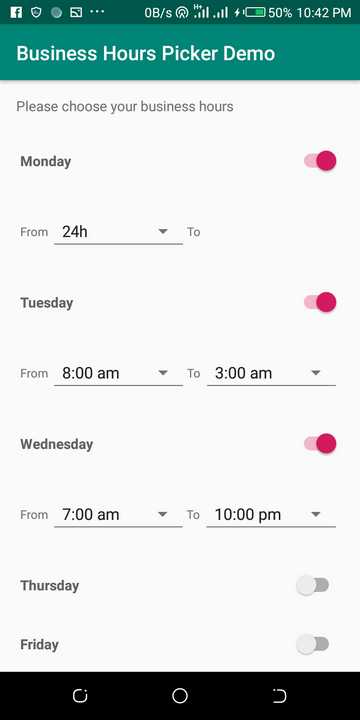 0B/s H+ 50% 10:42 PM
Business Hours Picker Demo
Please choose your business hours
Monday
From 24h To
Tuesday
From 8:00 am To 3:00 am
Wednesday
From 7:00 am To 10:00 pm
Thursday
Friday